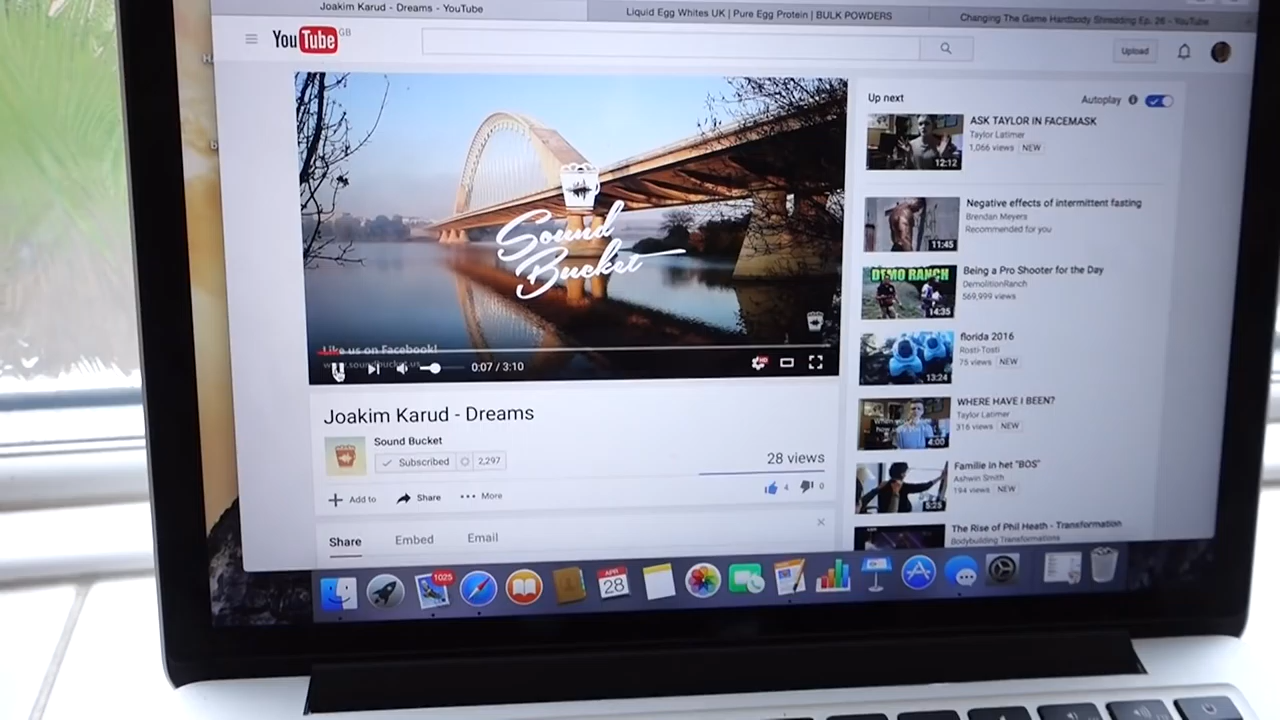 Joakim Karud - Dreams - YouTube
Liquid Egg Whites UK | Pure Egg Protein | BULK POWDERS
Changing The Game Hardbody Shredding Ep. 26 - YouTube
YouTube GB
Upload
Sound
Bucket
Like us on Facebook!
0:07 / 3:10
HD
Joakim Karud - Dreams
Sound Bucket
Subscribed 2,297
28 views
4 0
Add to Share More
Share Embed Email
Up next
Autoplay
ASK TAYLOR IN FACEMASK
Taylor Latimer
1,066 views NEW
12:12
Negative effects of intermittent fasting
Brendan Meyers
Recommended for you
11:45
DEMO RANCH
Being a Pro Shooter for the Day
DemolitionRanch
569,999 views
14:35
florida 2016
Rosti-Tosti
75 views NEW
13:24
WHERE HAVE I BEEN?
Taylor Latimer
316 views NEW
4:00
Familie in het "BOS"
Ashwin Smith
194 views NEW
5:25
The Rise of Phil Heath - Transformation
Bodybuilding Transformations
1025
APR
28